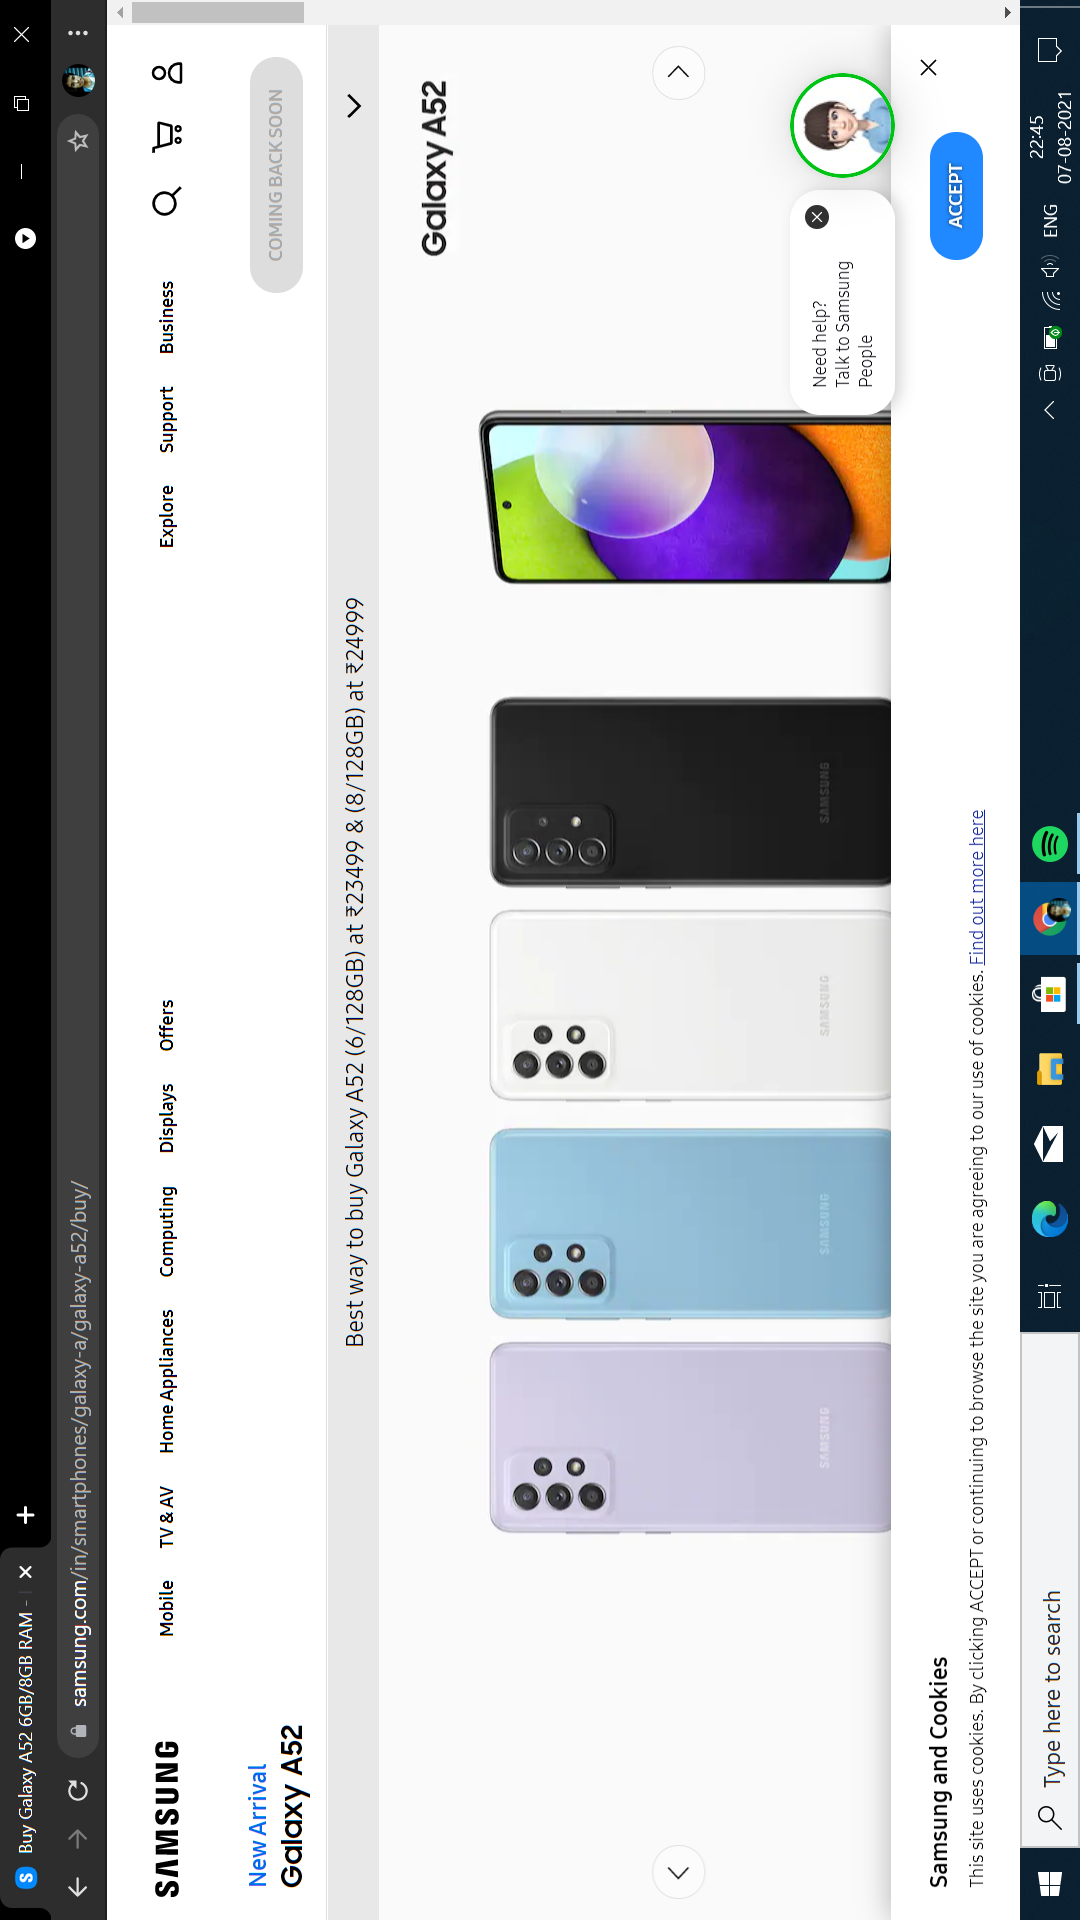 Buy Galaxy A52 6GB/8GB RAM -
samsung.com/in/smartphones/galaxy-a/galaxy-a52/buy/
SAMSUNG
Mobile TV & AV Home Appliances Computing Displays Offers
Explore Support Business
New Arrival
Galaxy A52
COMING BACK SOON
Best way to buy Galaxy A52 (6/128GB) at ₹23499 & (8/128GB) at ₹24999
Galaxy A52
SAMSUNG
SAMSUNG
SAMSUNG
SAMSUNG
Need help?
Talk to Samsung
People
Samsung and Cookies
This site uses cookies. By clicking ACCEPT or continuing to browse the site you are agreeing to our use of cookies. Find out more here
ACCEPT
Type here to search
ENG
22:45
07-08-2021